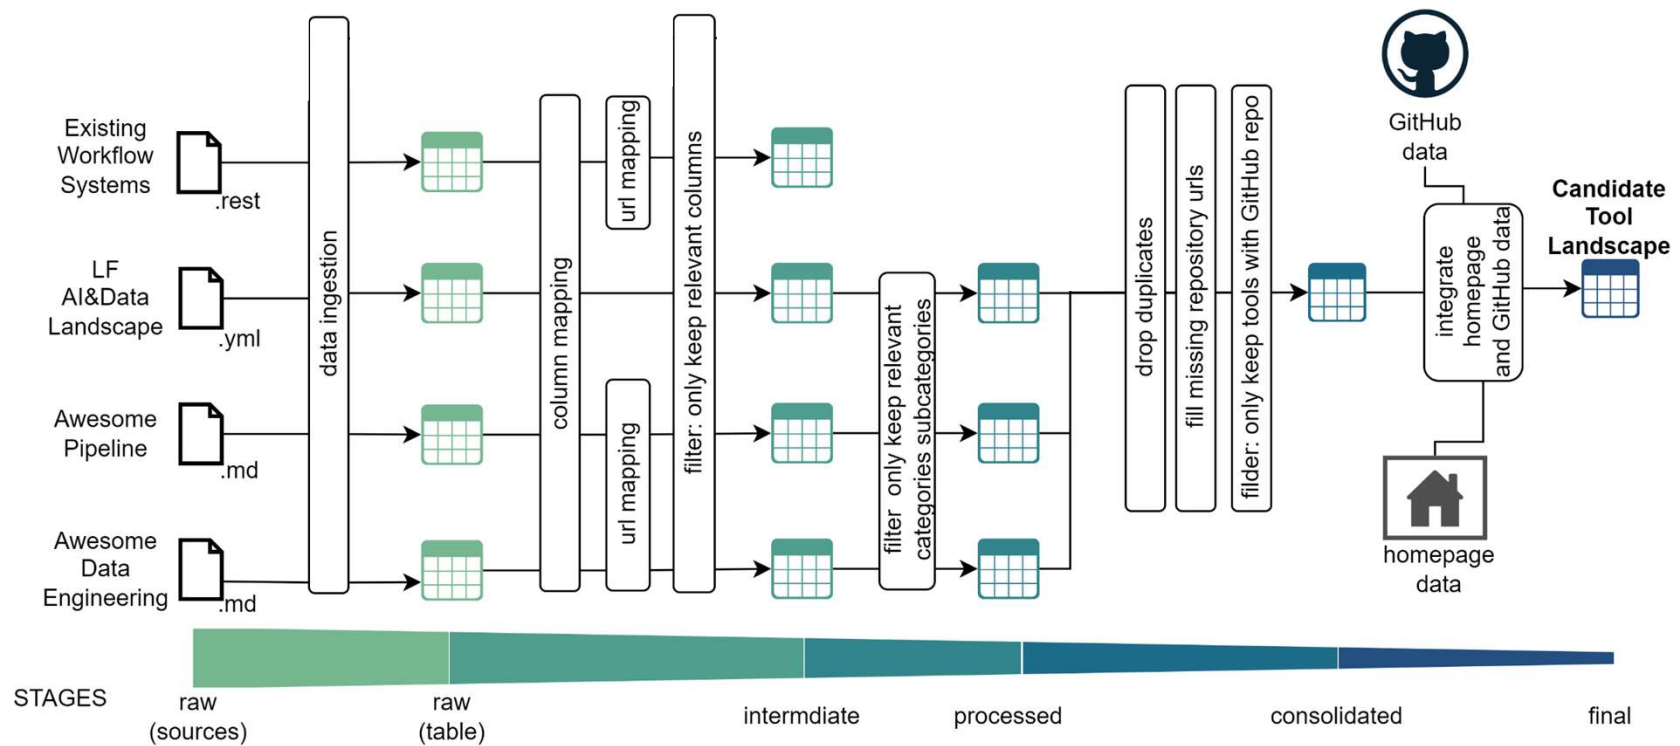 Existing
Workflow
Systems
.rest
LF
AI&Data
Landscape
.yml
Awesome
Pipeline
.md
Awesome
Data
Engineering
.md
data ingestion
column mapping
url mapping
url mapping
filter: only keep relevant columns
filter  only keep relevant
categories subcategories
drop duplicates
fill missing repository urls
filder: only keep tools with GitHub repo
GitHub
data
integrate
homepage
and GitHub data
homepage
data
Candidate
Tool
Landscape
STAGES
raw
(sources)
raw
(table)
intermdiate
processed
consolidated
final